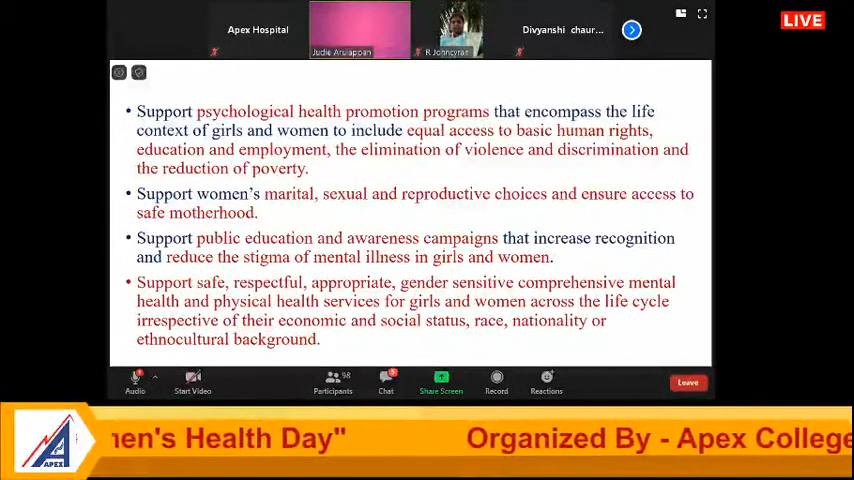 LIVE
Apex Hospital
Judie Arulappan
R Johncyran
Divyanshi chaur...
• Support psychological health promotion programs that encompass the life
context of girls and women to include equal access to basic human rights,
education and employment, the elimination of violence and discrimination and
the reduction of poverty.
• Support women's marital, sexual and reproductive choices and ensure access to
safe motherhood.
• Support public education and awareness campaigns that increase recognition
and reduce the stigma of mental illness in girls and women.
• Support safe, respectful, appropriate, gender sensitive comprehensive mental
health and physical health services for girls and women across the life cycle
irrespective of their economic and social status, race, nationality or
ethnocultural background.
Audio
Start Video
98
Participants
Chat
Share Screen
Record
Reactions
Leave
APEX
men's Health Day" Organized By - Apex College